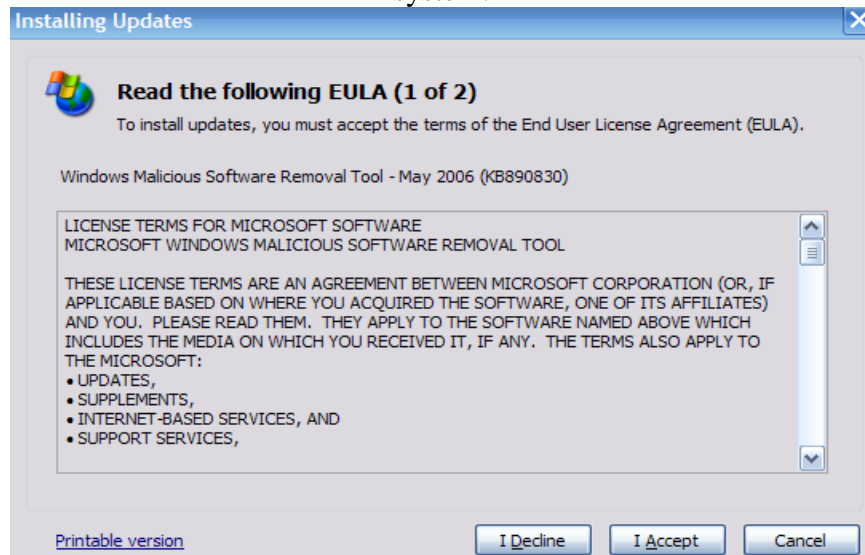 system.
Installing Updates
Read the following EULA (1 of 2)
To install updates, you must accept the terms of the End User License Agreement (EULA).
Windows Malicious Software Removal Tool - May 2006 (KB890830)
LICENSE TERMS FOR MICROSOFT SOFTWARE
MICROSOFT WINDOWS MALICIOUS SOFTWARE REMOVAL TOOL
THESE LICENSE TERMS ARE AN AGREEMENT BETWEEN MICROSOFT CORPORATION (OR, IF
APPLICABLE BASED ON WHERE YOU ACQUIRED THE SOFTWARE, ONE OF ITS AFFILIATES)
AND YOU.  PLEASE READ THEM.  THEY APPLY TO THE SOFTWARE NAMED ABOVE WHICH
INCLUDES THE MEDIA ON WHICH YOU RECEIVED IT, IF ANY.  THE TERMS ALSO APPLY TO
THE MICROSOFT:
• UPDATES,
• SUPPLEMENTS,
• INTERNET-BASED SERVICES, AND
• SUPPORT SERVICES,
Printable version
I Decline
I Accept
Cancel